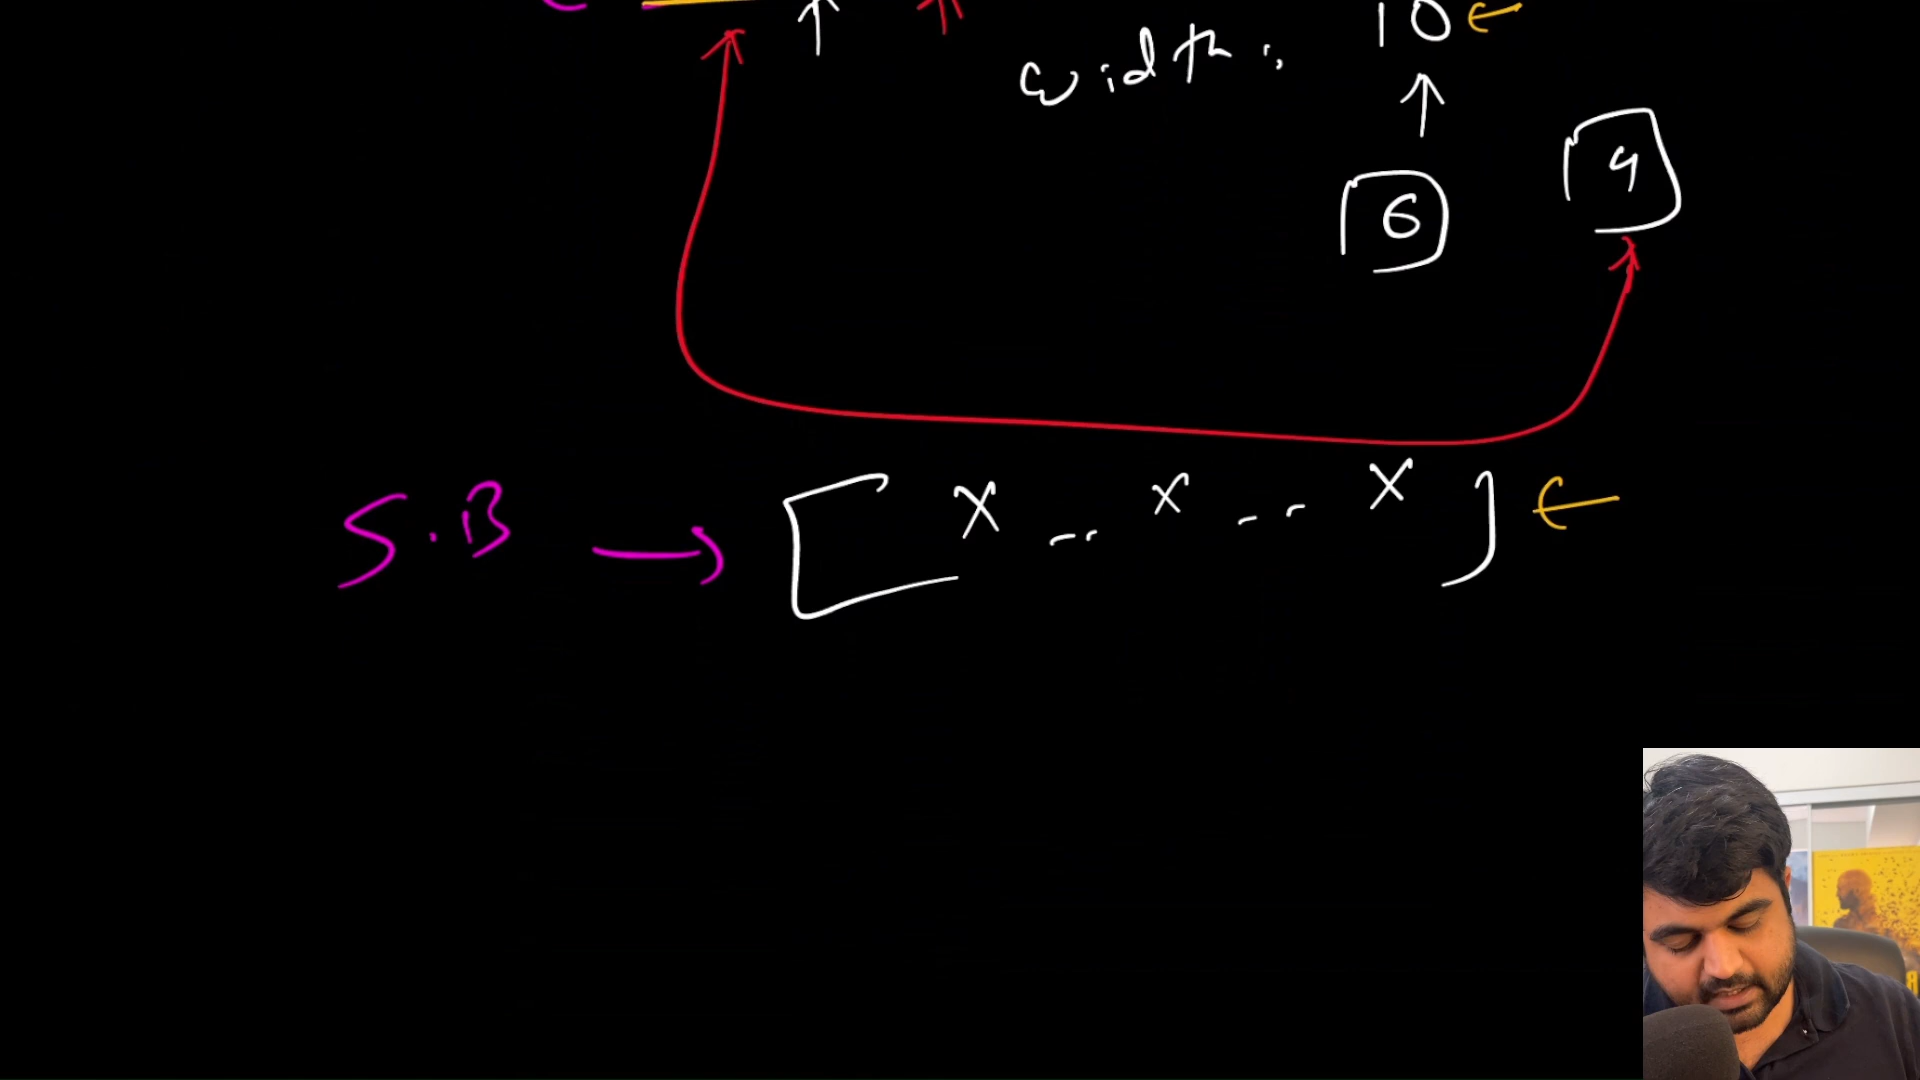 width: 10
6
4
S.B → [ x -- x -- x ] ←